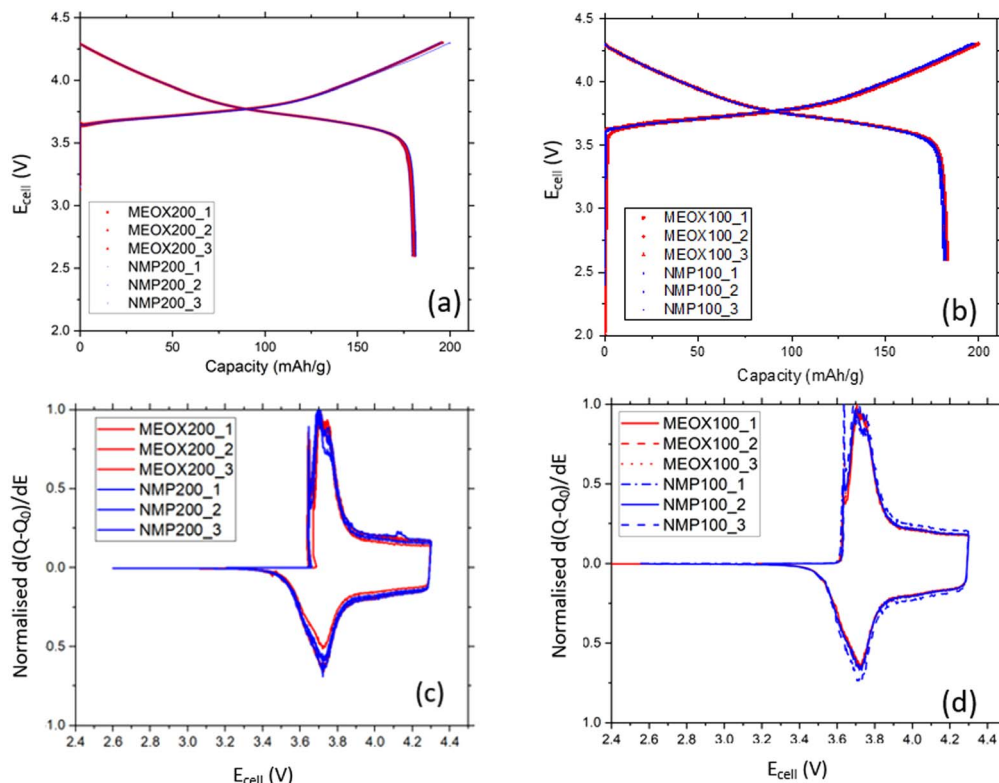 4.5
4.0
3.5
3.0
2.5
2.0
E_cell (V)
MEOX200_1
MEOX200_2
MEOX200_3
NMP200_1
NMP200_2
NMP200_3
(a)
0 50 100 150 200
Capacity (mAh/g)
4.5
4.0
3.5
3.0
2.5
2.0
E_cell (V)
MEOX100_1
MEOX100_2
MEOX100_3
NMP100_1
NMP100_2
NMP100_3
(b)
0 50 100 150 200
Capacity (mAh/g)
1.0
0.5
0.0
0.5
1.0
Normalised d(Q-Q₀)/dE
MEOX200_1
MEOX200_2
MEOX200_3
NMP200_1
NMP200_2
NMP200_3
(c)
2.4 2.6 2.8 3.0 3.2 3.4 3.6 3.8 4.0 4.2 4.4
E_cell (V)
1.0
0.5
0.0
0.5
1.0
Normalised d(Q-Q₀)/dE
MEOX100_1
MEOX100_2
MEOX100_3
NMP100_1
NMP100_2
NMP100_3
(d)
2.4 2.6 2.8 3.0 3.2 3.4 3.6 3.8 4.0 4.2 4.4
E_cell (V)